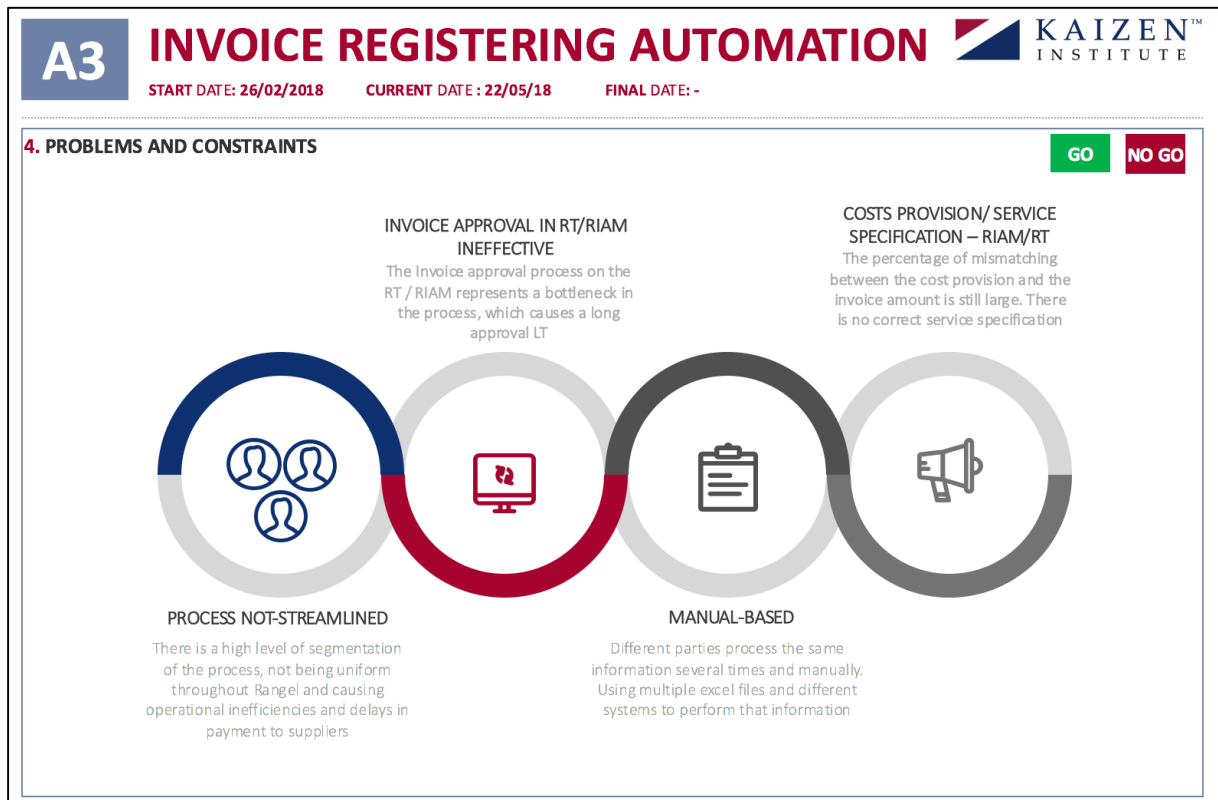 A3
INVOICE REGISTERING AUTOMATION
KAIZEN™
INSTITUTE
START DATE: 26/02/2018 CURRENT DATE : 22/05/18 FINAL DATE: -
4. PROBLEMS AND CONSTRAINTS
GO
NO GO
INVOICE APPROVAL IN RT/RIAM
INEFFECTIVE
The Invoice approval process on the
RT / RIAM represents a bottleneck in
the process, which causes a long
approval LT
COSTS PROVISION/ SERVICE
SPECIFICATION – RIAM/RT
The percentage of mismatching
between the cost provision and the
invoice amount is still large. There
is no correct service specification
PROCESS NOT-STREAMLINED
There is a high level of segmentation
of the process, not being uniform
throughout Rangel and causing
operational inefficiencies and delays in
payment to suppliers
MANUAL-BASED
Different parties process the same
information several times and manually.
Using multiple excel files and different
systems to perform that information